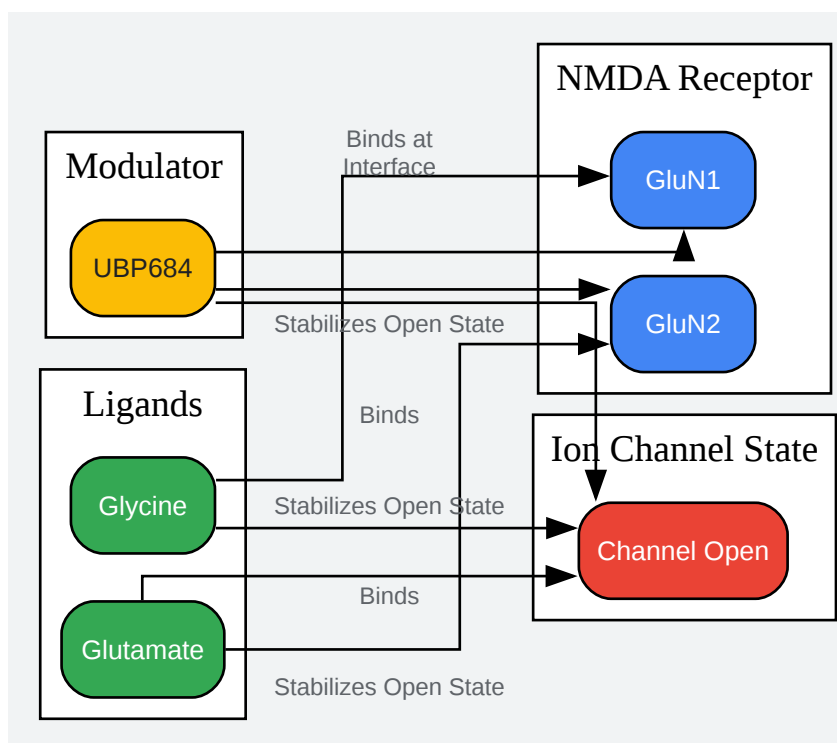 NMDA Receptor
Binds at
Interface
GluN1
Modulator
UBP684
GluN2
Stabilizes Open State
Ligands
Binds
Ion Channel State
Glycine
Stabilizes Open State
Channel Open
Binds
Glutamate
Stabilizes Open State